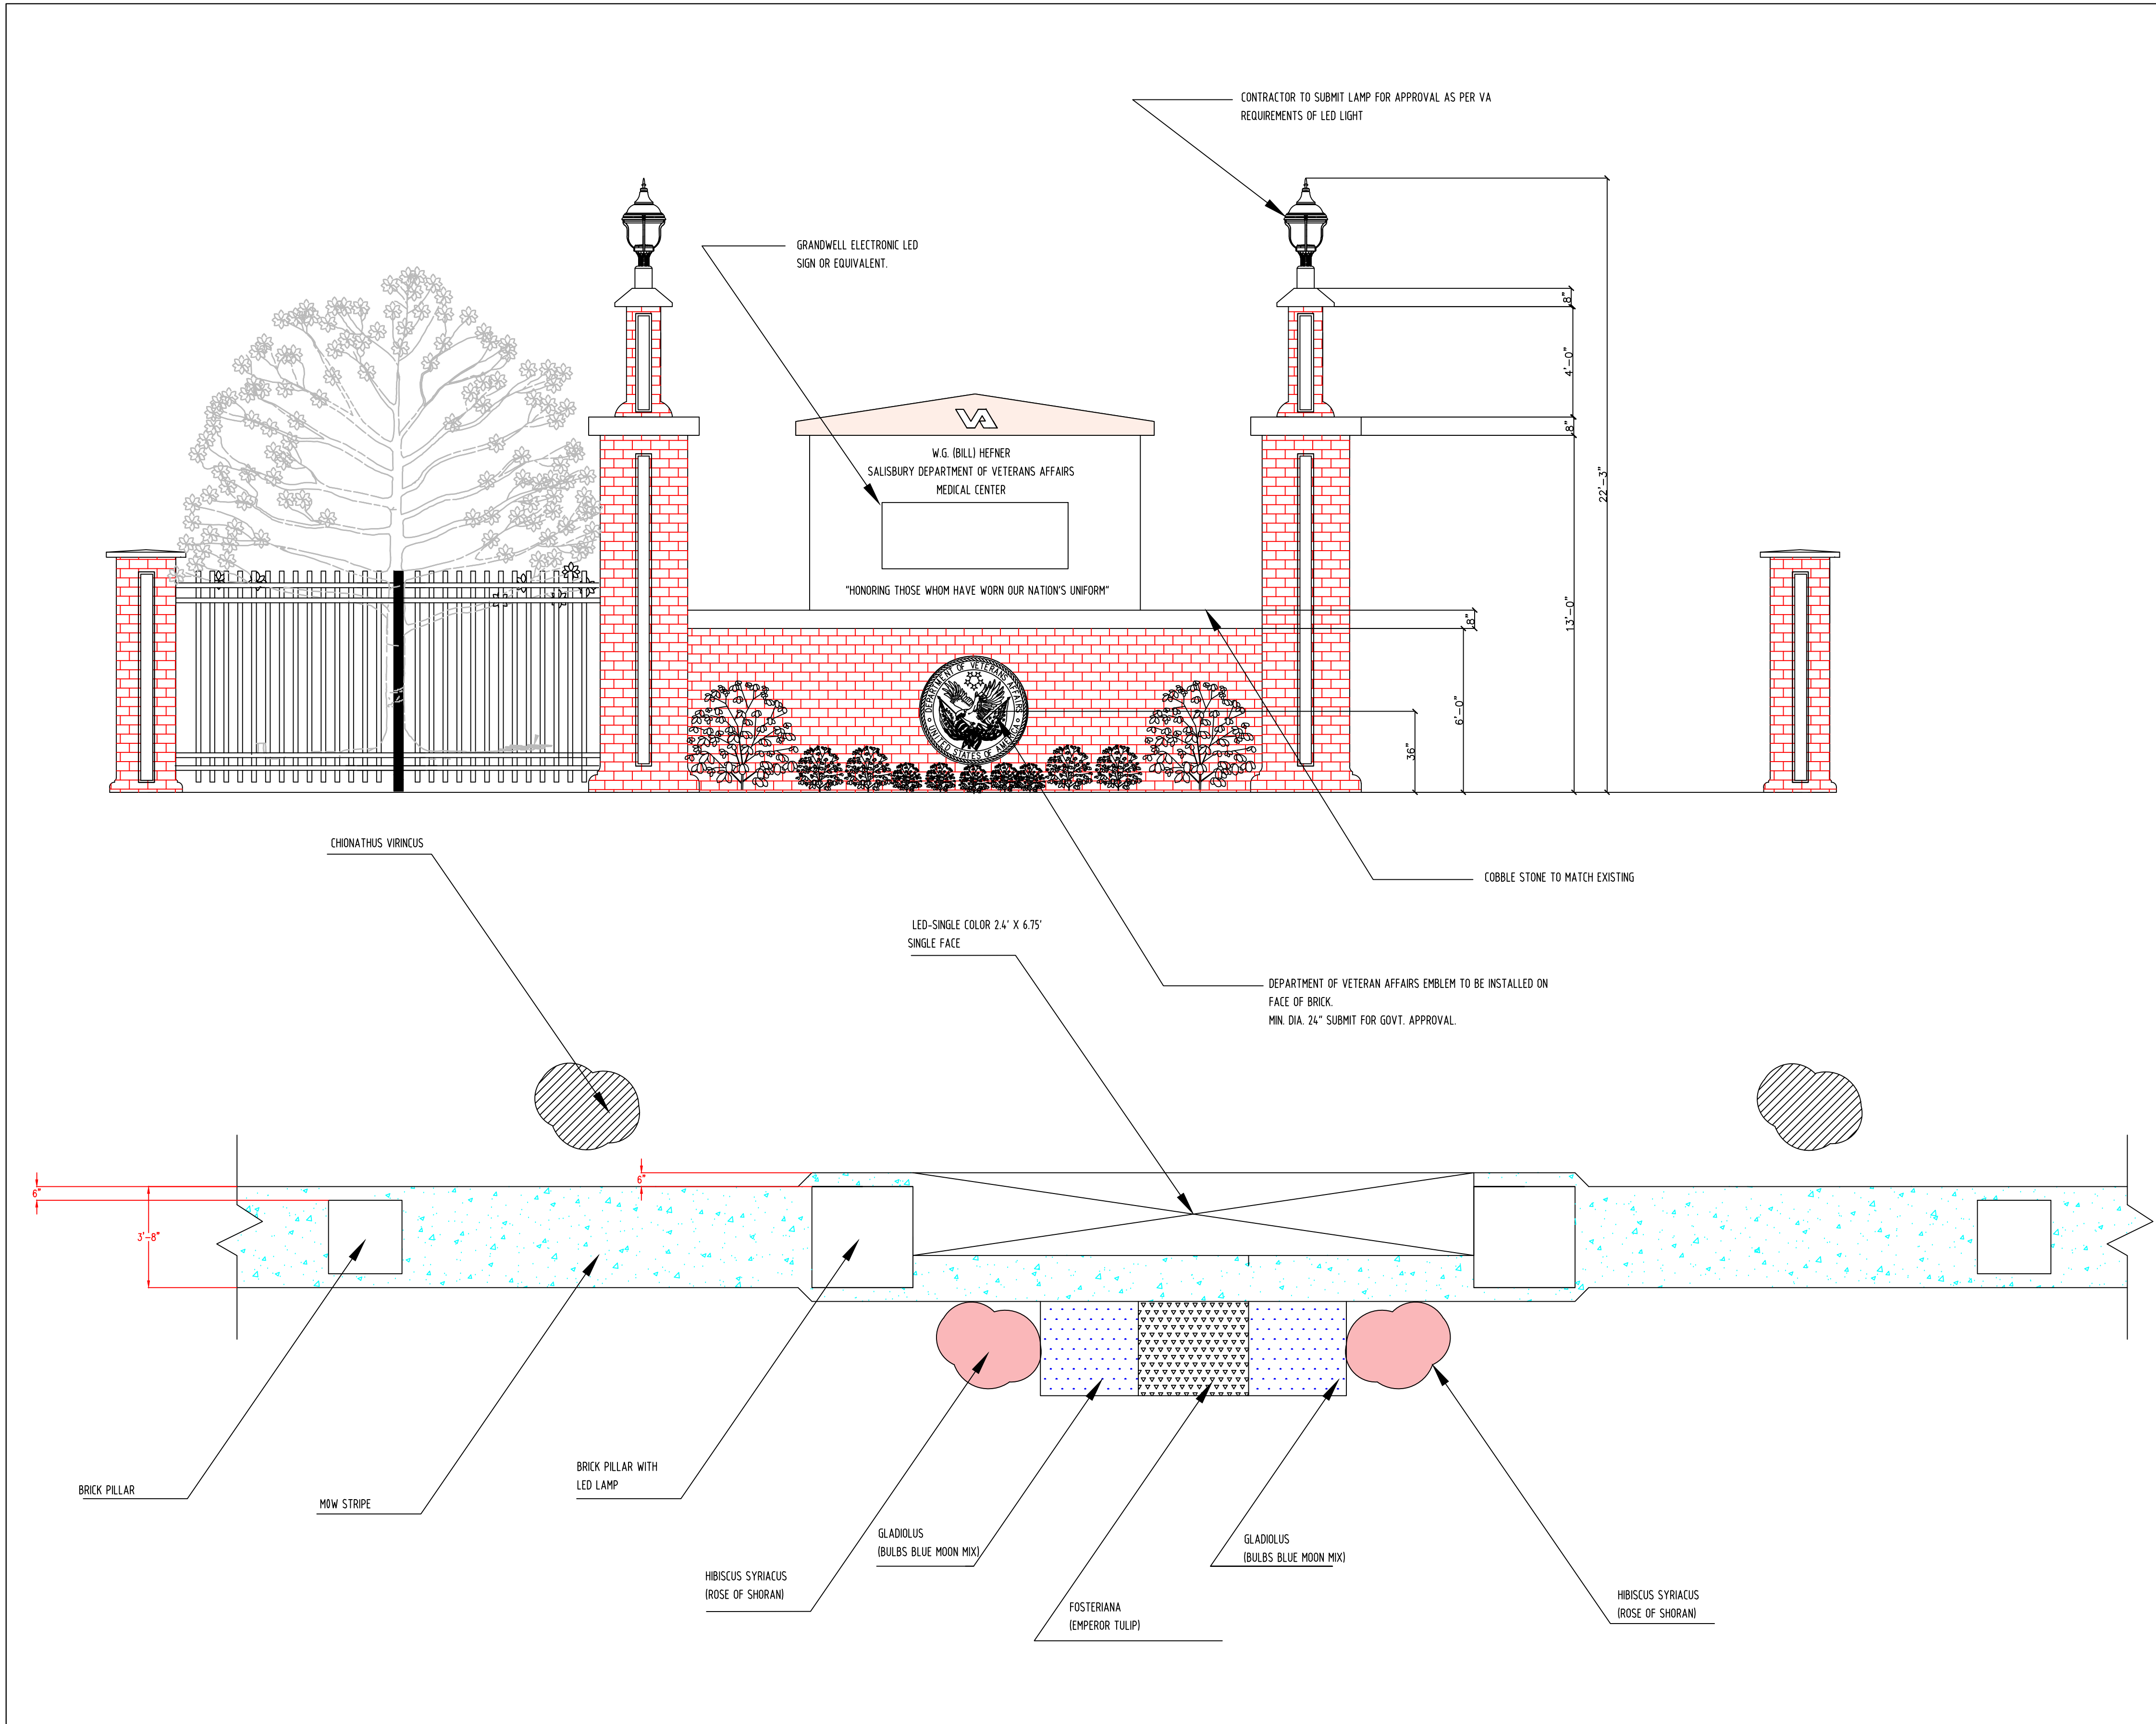 CONTRACTOR TO SUBMIT LAMP FOR APPROVAL AS PER VA
REQUIREMENTS OF LED LIGHT
GRANDWELL ELECTRONIC LED
SIGN OR EQUIVALENT.
8"
4'-0"
8"
22'-3"
13'-0"
8"
6'-0"
36"
VA
W.G. (BILL) HEFNER
SALISBURY DEPARTMENT OF VETERANS AFFAIRS
MEDICAL CENTER
"HONORING THOSE WHOM HAVE WORN OUR NATION'S UNIFORM"
DEPARTMENT OF VETERANS AFFAIRS
UNITED STATES OF AMERICA
CHIONATHUS VIRINCUS
COBBLE STONE TO MATCH EXISTING
LED-SINGLE COLOR 2.4' X 6.75'
SINGLE FACE
DEPARTMENT OF VETERAN AFFAIRS EMBLEM TO BE INSTALLED ON
FACE OF BRICK.
MIN. DIA. 24" SUBMIT FOR GOVT. APPROVAL.
6"
6"
3'-8"
BRICK PILLAR
MOW STRIPE
BRICK PILLAR WITH
LED LAMP
GLADIOLUS
(BULBS BLUE MOON MIX)
GLADIOLUS
(BULBS BLUE MOON MIX)
HIBISCUS SYRIACUS
(ROSE OF SHORAN)
FOSTERIANA
(EMPEROR TULIP)
HIBISCUS SYRIACUS
(ROSE OF SHORAN)